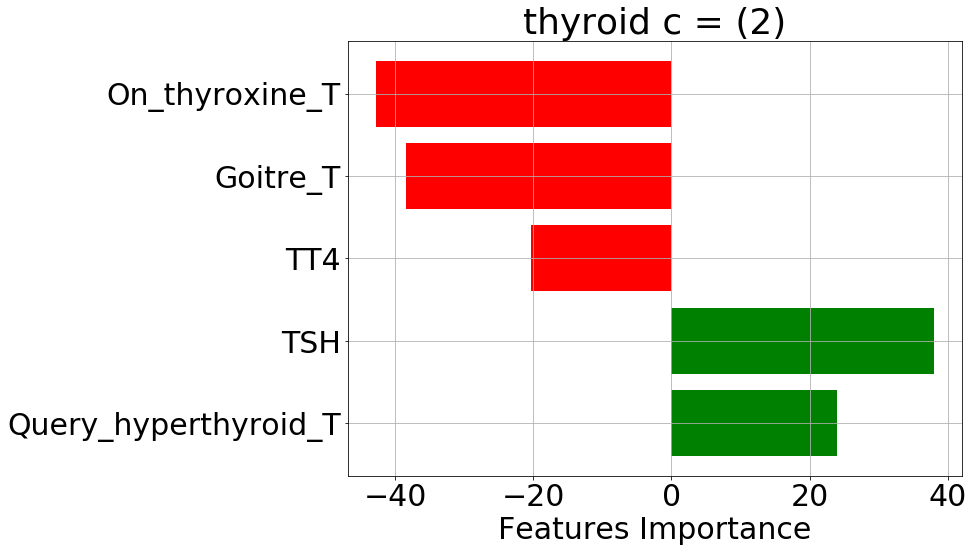 thyroid c = (2)
On_thyroxine_T
Goitre_T
TT4
TSH
Query_hyperthyroid_T
−40 −20 0 20 40
Features Importance